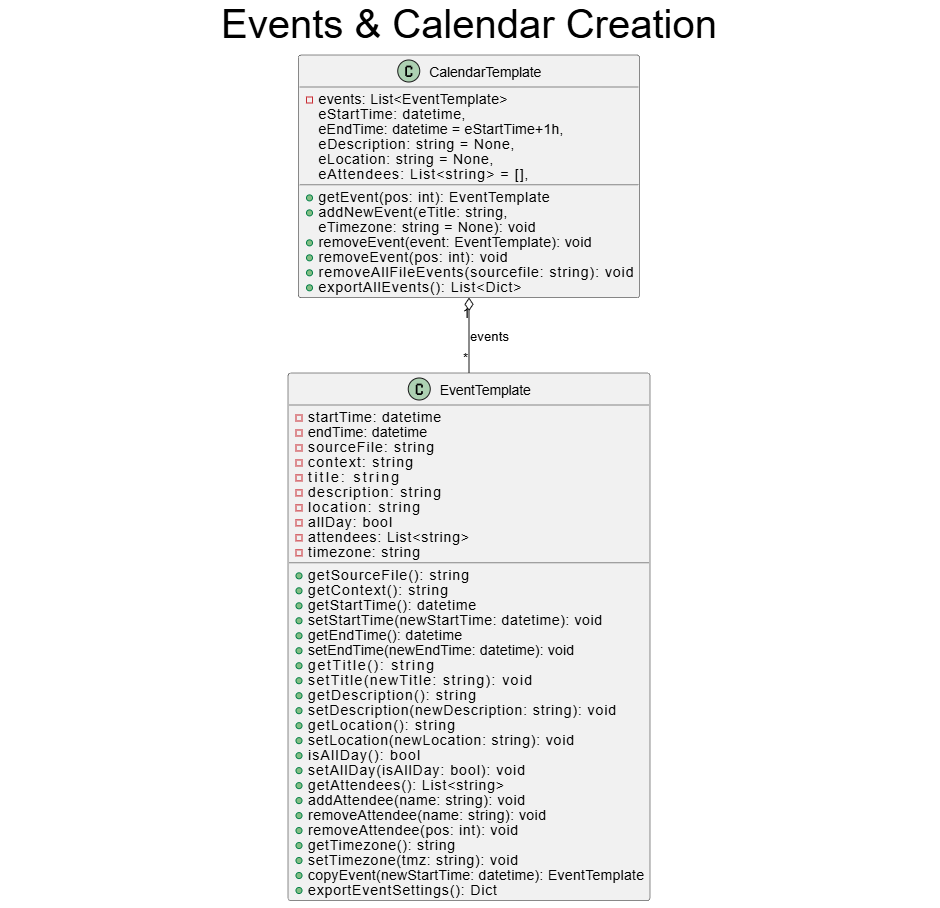 Events & Calendar Creation
C CalendarTemplate
events: List<EventTemplate>
eStartTime: datetime,
eEndTime: datetime = eStartTime+1h,
eDescription: string = None,
eLocation: string = None,
eAttendees: List<string> = [],
getEvent(pos: int): EventTemplate
addNewEvent(eTitle: string,
eTimezone: string = None): void
removeEvent(event: EventTemplate): void
removeEvent(pos: int): void
removeAllFileEvents(sourcefile: string): void
exportAllEvents(): List<Dict>
1
events
*
C EventTemplate
startTime: datetime
endTime: datetime
sourceFile: string
context: string
title: string
description: string
location: string
allDay: bool
attendees: List<string>
timezone: string
getSourceFile(): string
getContext(): string
getStartTime(): datetime
setStartTime(newStartTime: datetime): void
getEndTime(): datetime
setEndTime(newEndTime: datetime): void
getTitle(): string
setTitle(newTitle: string): void
getDescription(): string
setDescription(newDescription: string): void
getLocation(): string
setLocation(newLocation: string): void
isAllDay(): bool
setAllDay(isAllDay: bool): void
getAttendees(): List<string>
addAttendee(name: string): void
removeAttendee(name: string): void
removeAttendee(pos: int): void
getTimezone(): string
setTimezone(tmz: string): void
copyEvent(newStartTime: datetime): EventTemplate
exportEventSettings(): Dict